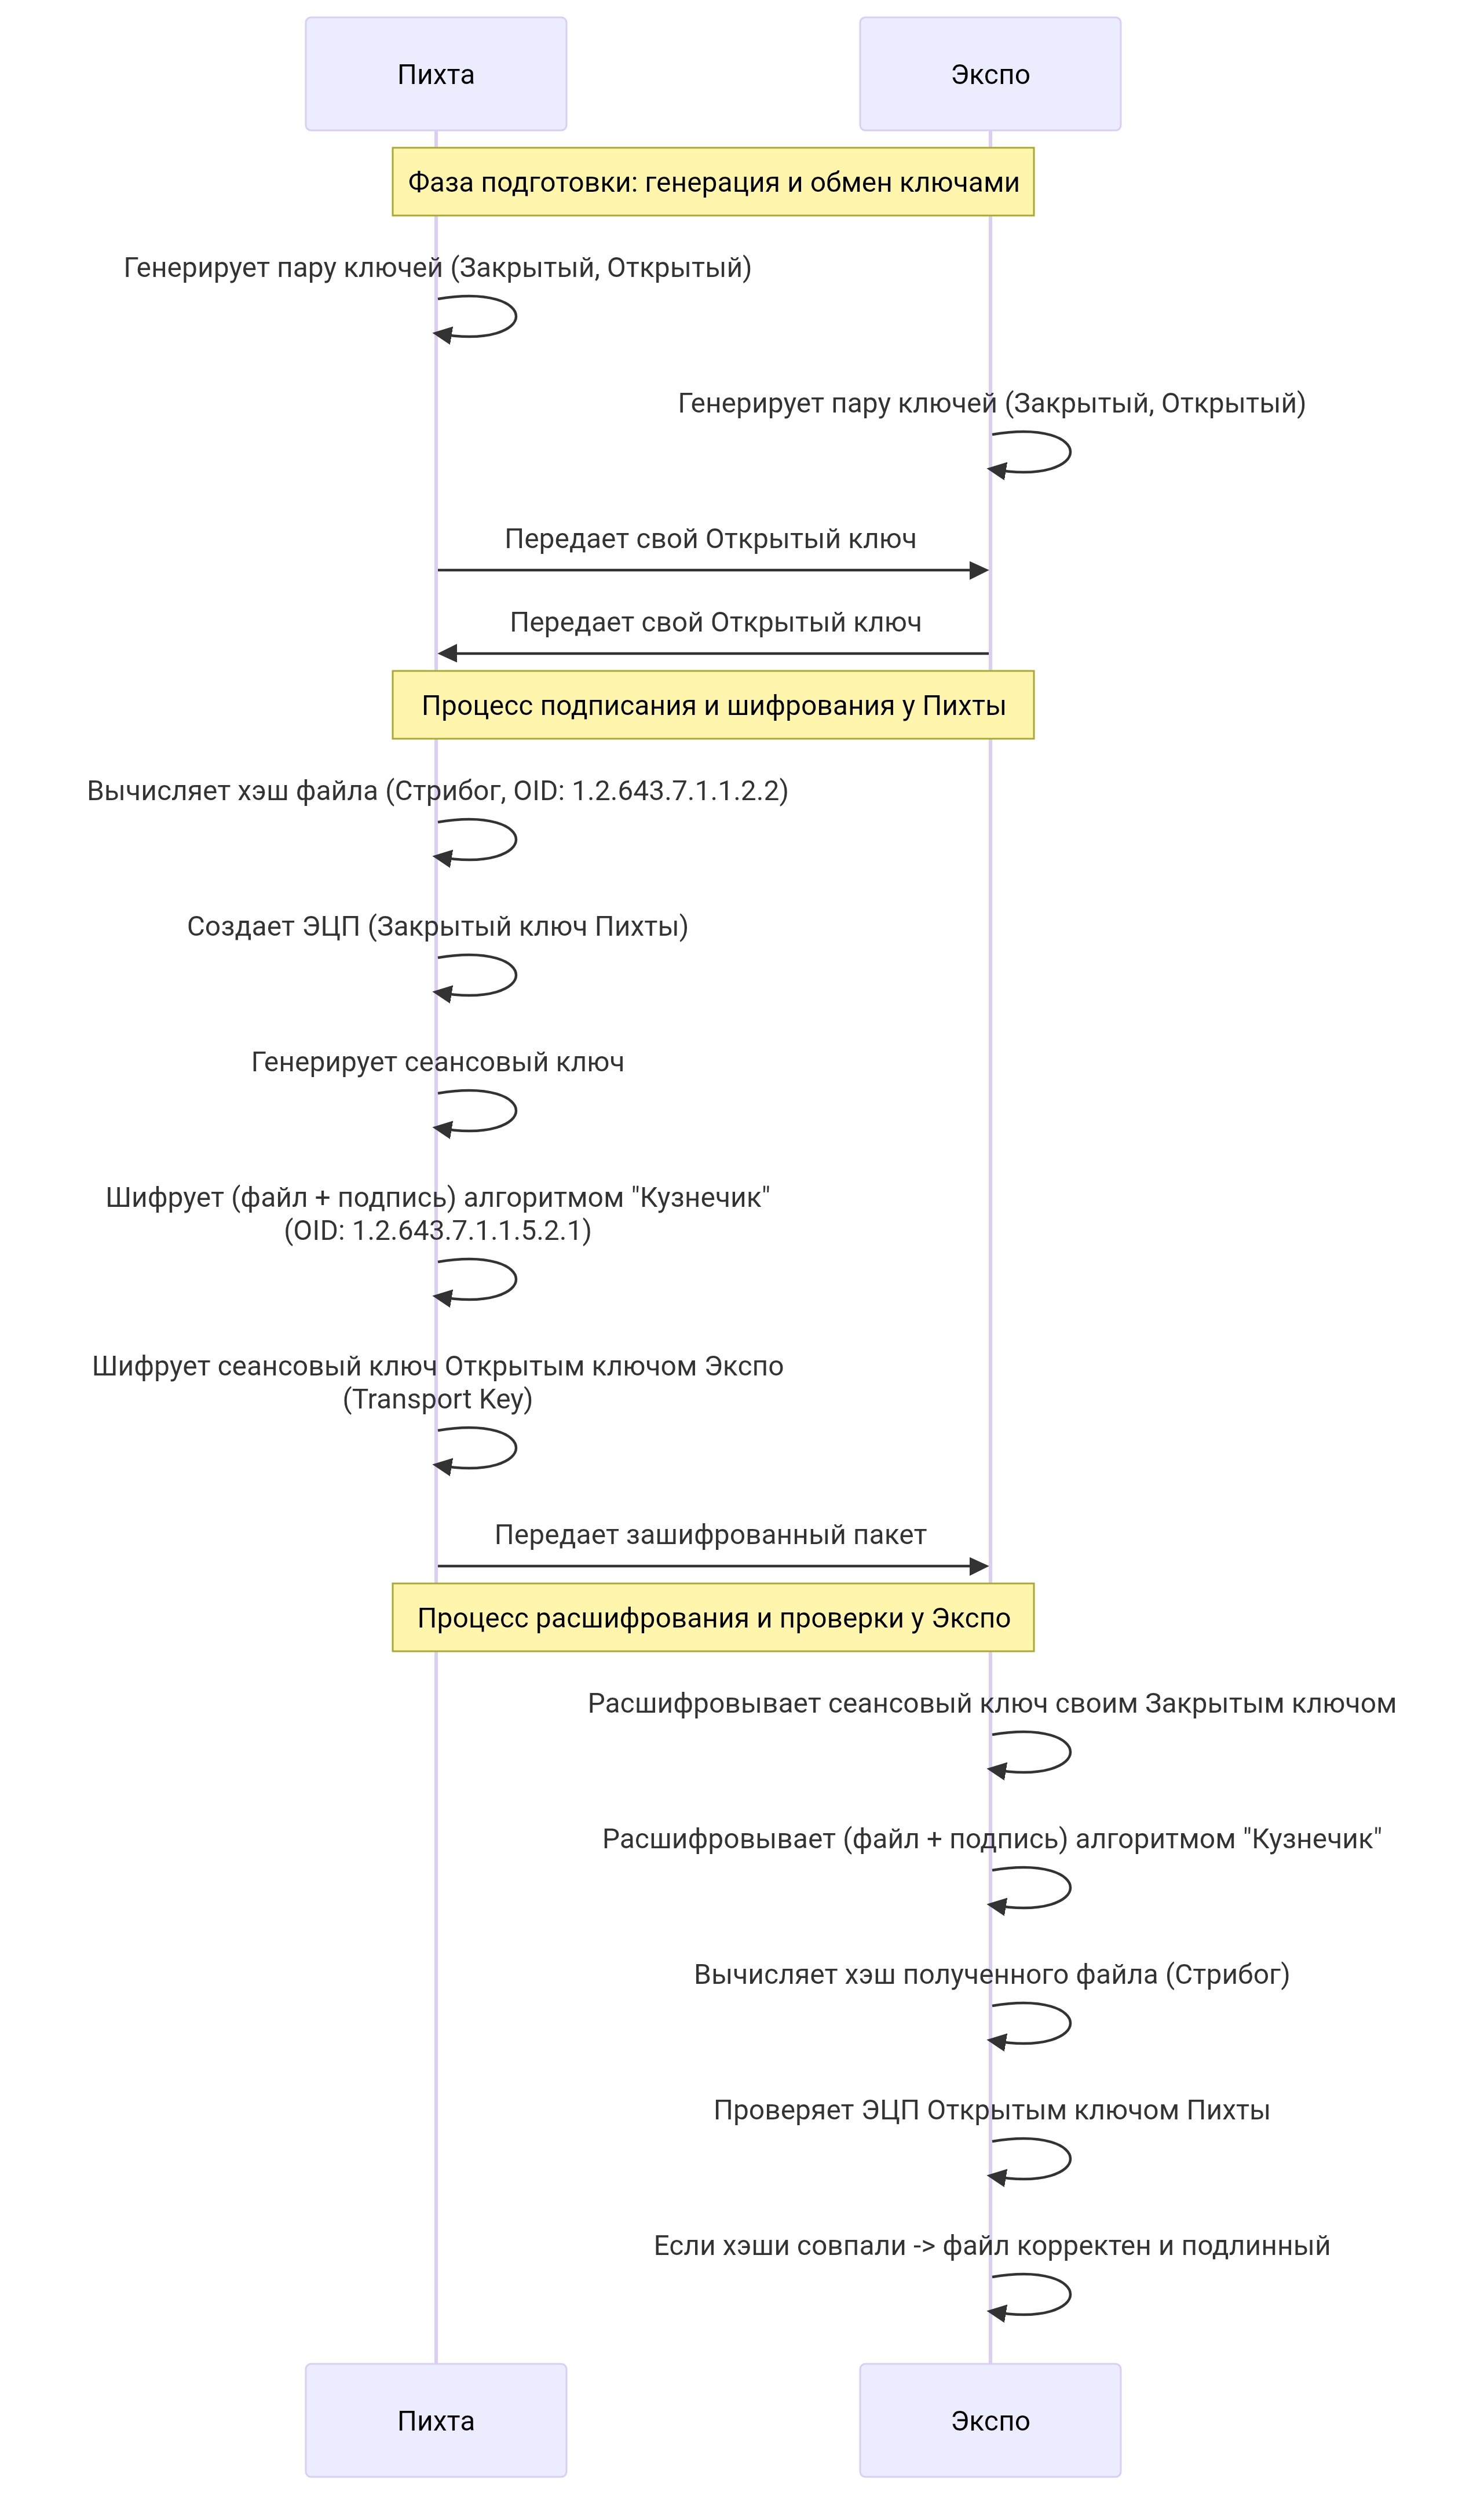 Пихта
Экспо
Фаза подготовки: генерация и обмен ключами
Генерирует пару ключей (Закрытый, Открытый)
Генерирует пару ключей (Закрытый, Открытый)
Передает свой Открытый ключ
Передает свой Открытый ключ
Процесс подписания и шифрования у Пихты
Вычисляет хэш файла (Стрибог, OID: 1.2.643.7.1.1.2.2)
Создает ЭЦП (Закрытый ключ Пихты)
Генерирует сеансовый ключ
Шифрует (файл + подпись) алгоритмом "Кузнечик"
(OID: 1.2.643.7.1.1.5.2.1)
Шифрует сеансовый ключ Открытым ключом Экспо
(Transport Key)
Передает зашифрованный пакет
Процесс расшифрования и проверки у Экспо
Расшифровывает сеансовый ключ своим Закрытым ключом
Расшифровывает (файл + подпись) алгоритмом "Кузнечик"
Вычисляет хэш полученного файла (Стрибог)
Проверяет ЭЦП Открытым ключом Пихты
Если хэши совпали -> файл корректен и подлинный
Пихта
Экспо